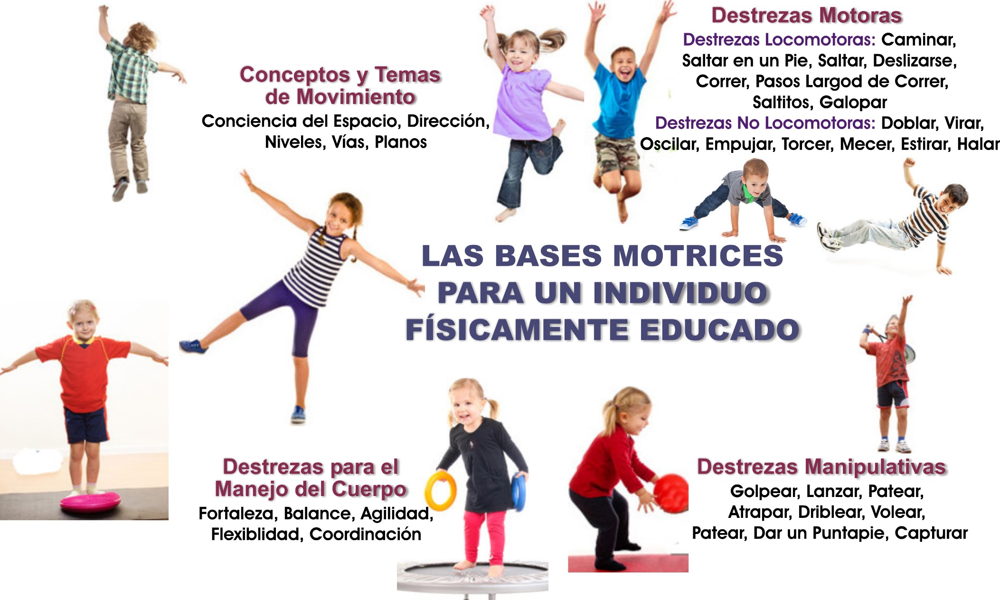 Destrezas Motoras
Destrezas Locomotoras: Caminar,
Saltar en un Pie, Saltar, Deslizarse,
Correr, Pasos Largod de Correr,
Saltitos, Galopar
Destrezas No Locomotoras: Doblar, Virar,
Oscilar, Empujar, Torcer, Mecer, Estirar, Halar
Conceptos y Temas
de Movimiento
Conciencia del Espacio, Dirección,
Niveles, Vías, Planos
LAS BASES MOTRICES
PARA UN INDIVIDUO
FÍSICAMENTE EDUCADO
Destrezas para el
Manejo del Cuerpo
Fortaleza, Balance, Agilidad,
Flexiblidad, Coordinación
Destrezas Manipulativas
Golpear, Lanzar, Patear,
Atrapar, Driblear, Volear,
Patear, Dar un Puntapie, Capturar